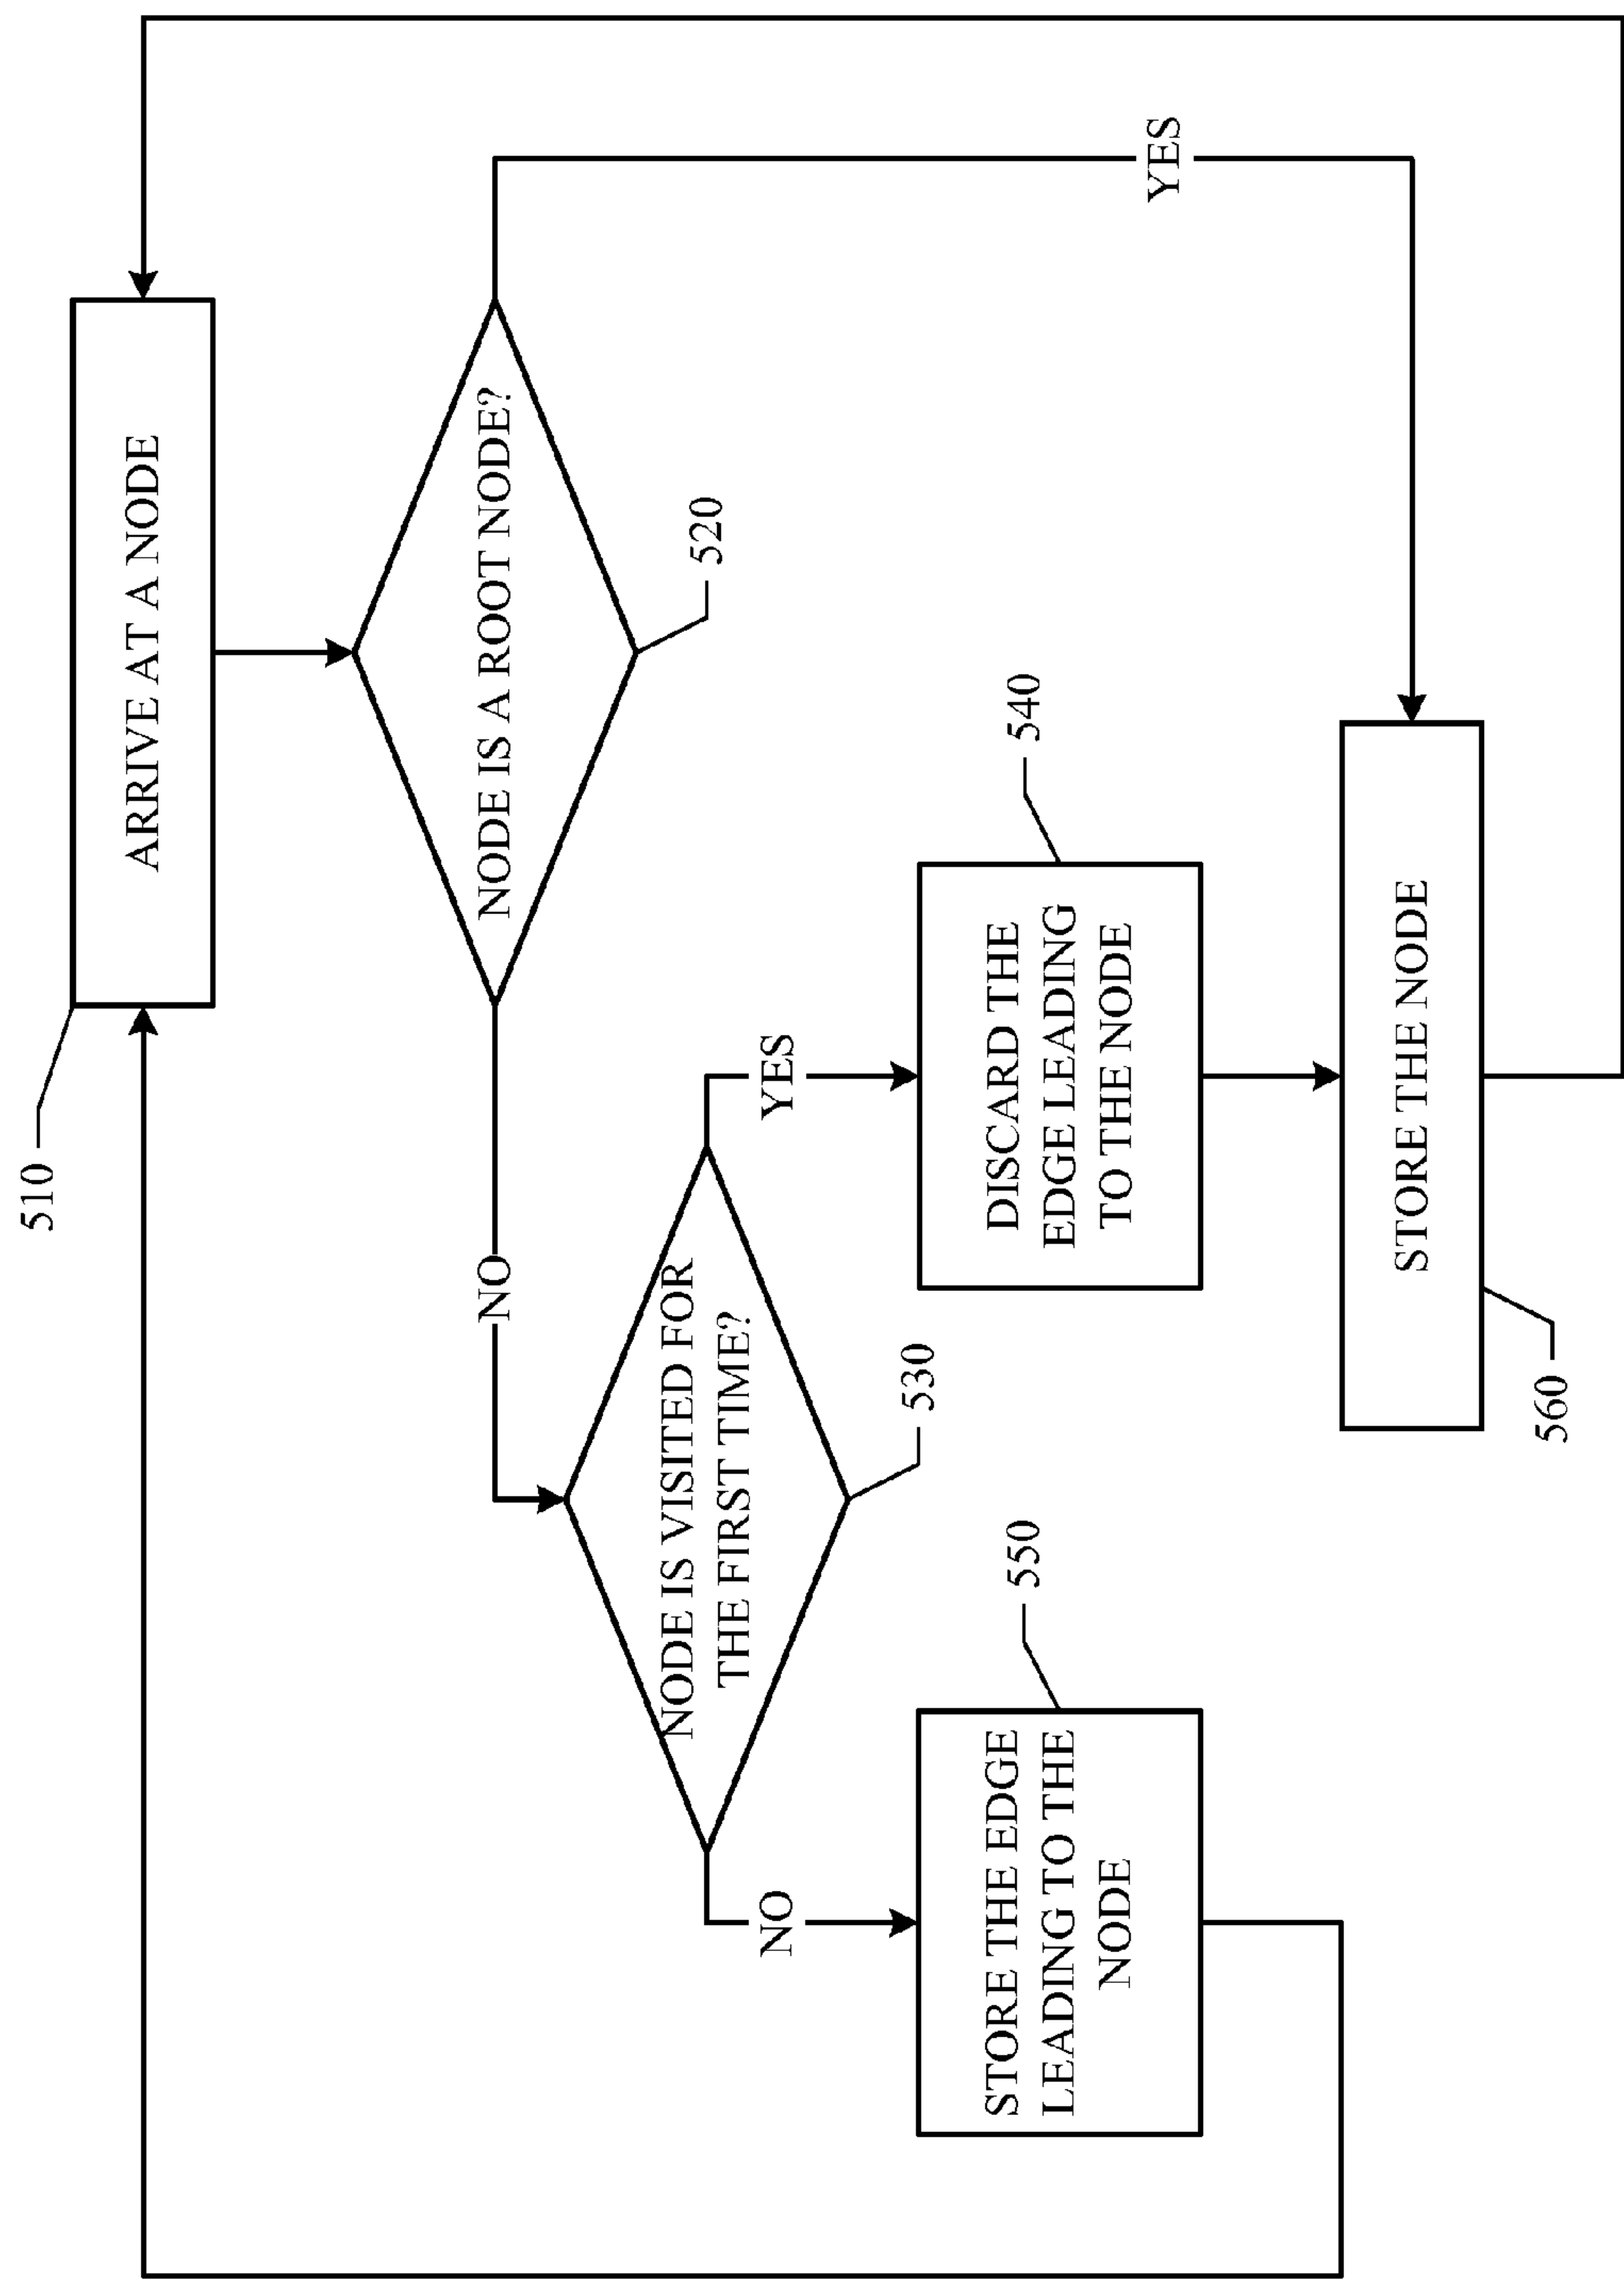 510
ARRIVE AT A NODE
NODE IS A ROOT NODE?
520
NO
YES
NODE IS VISITED FOR
THE FIRST TIME?
530
NO
YES
550
STORE THE EDGE
LEADING TO THE
NODE
540
DISCARD THE
EDGE LEADING
TO THE NODE
STORE THE NODE
560